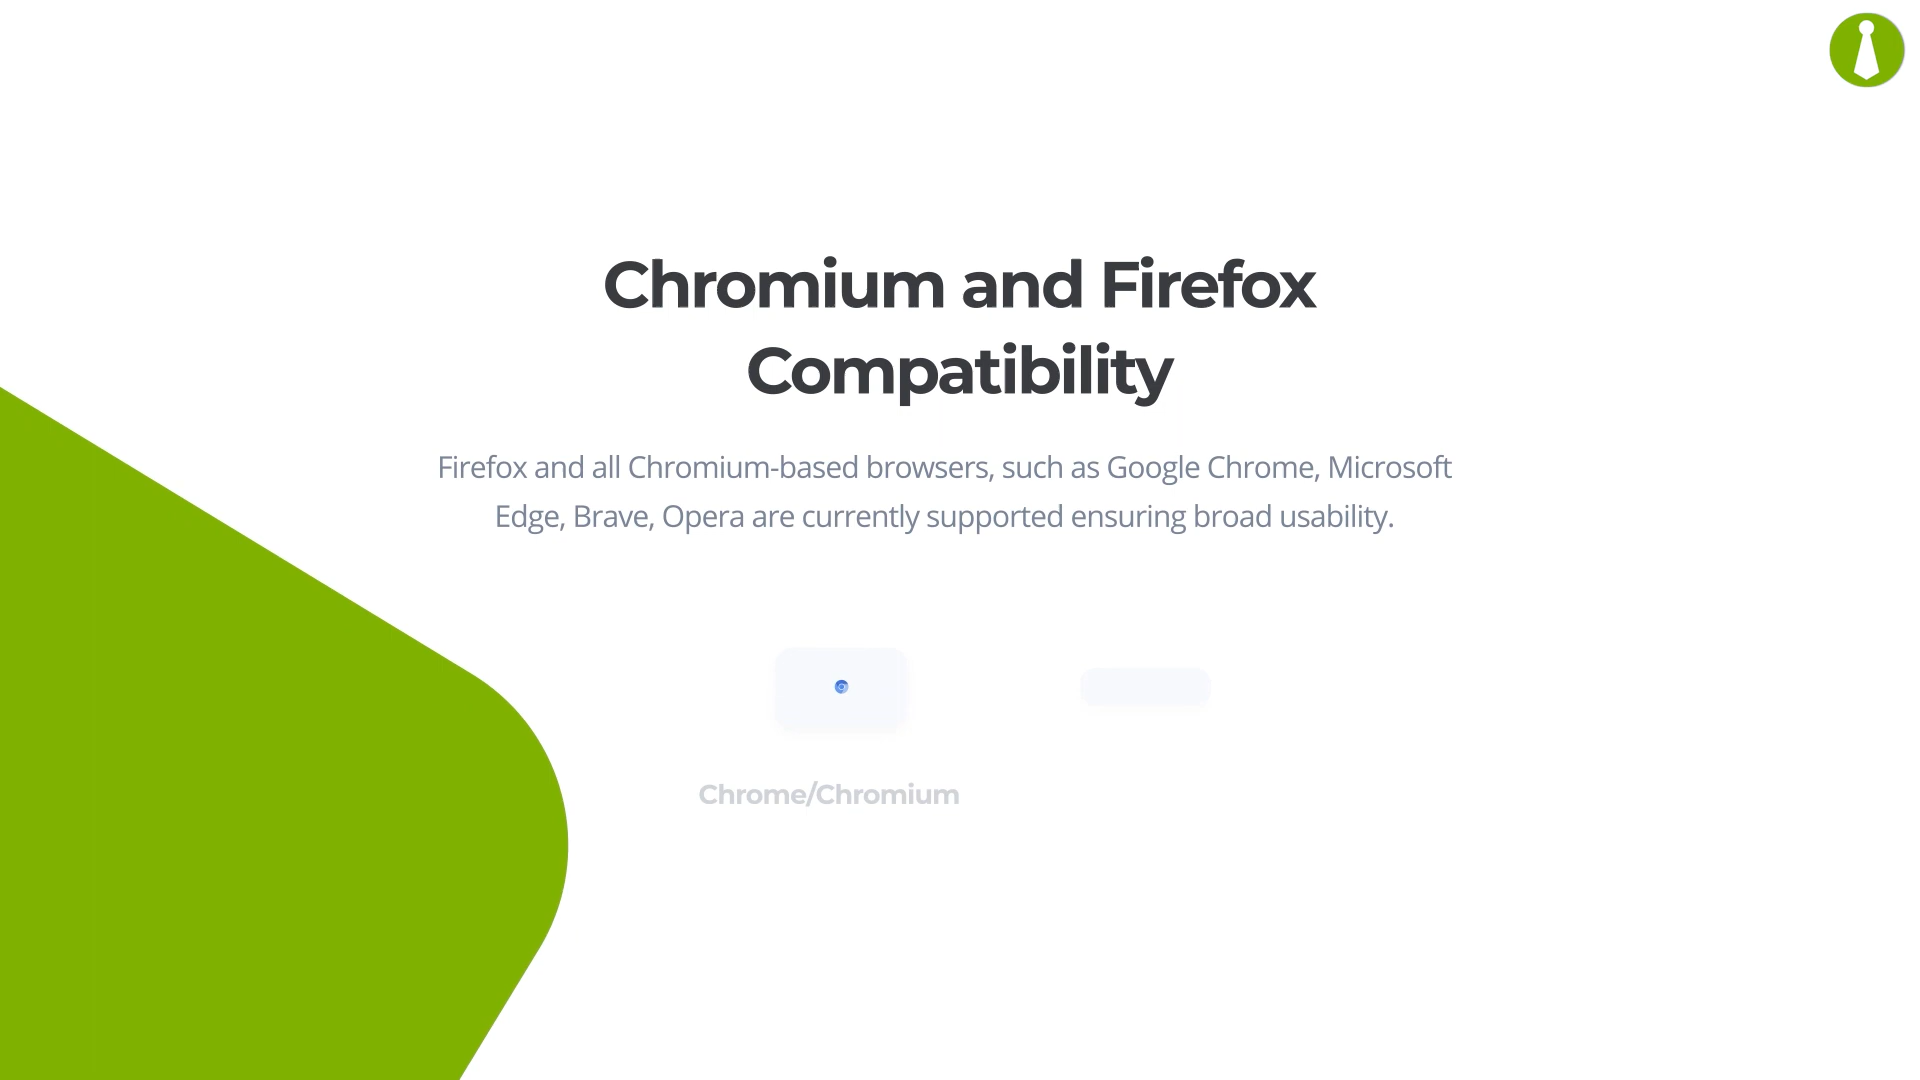 Chromium and Firefox
Compatibility
Firefox and all Chromium-based browsers, such as Google Chrome, Microsoft
Edge, Brave, Opera are currently supported ensuring broad usability.
Chrome/Chromium